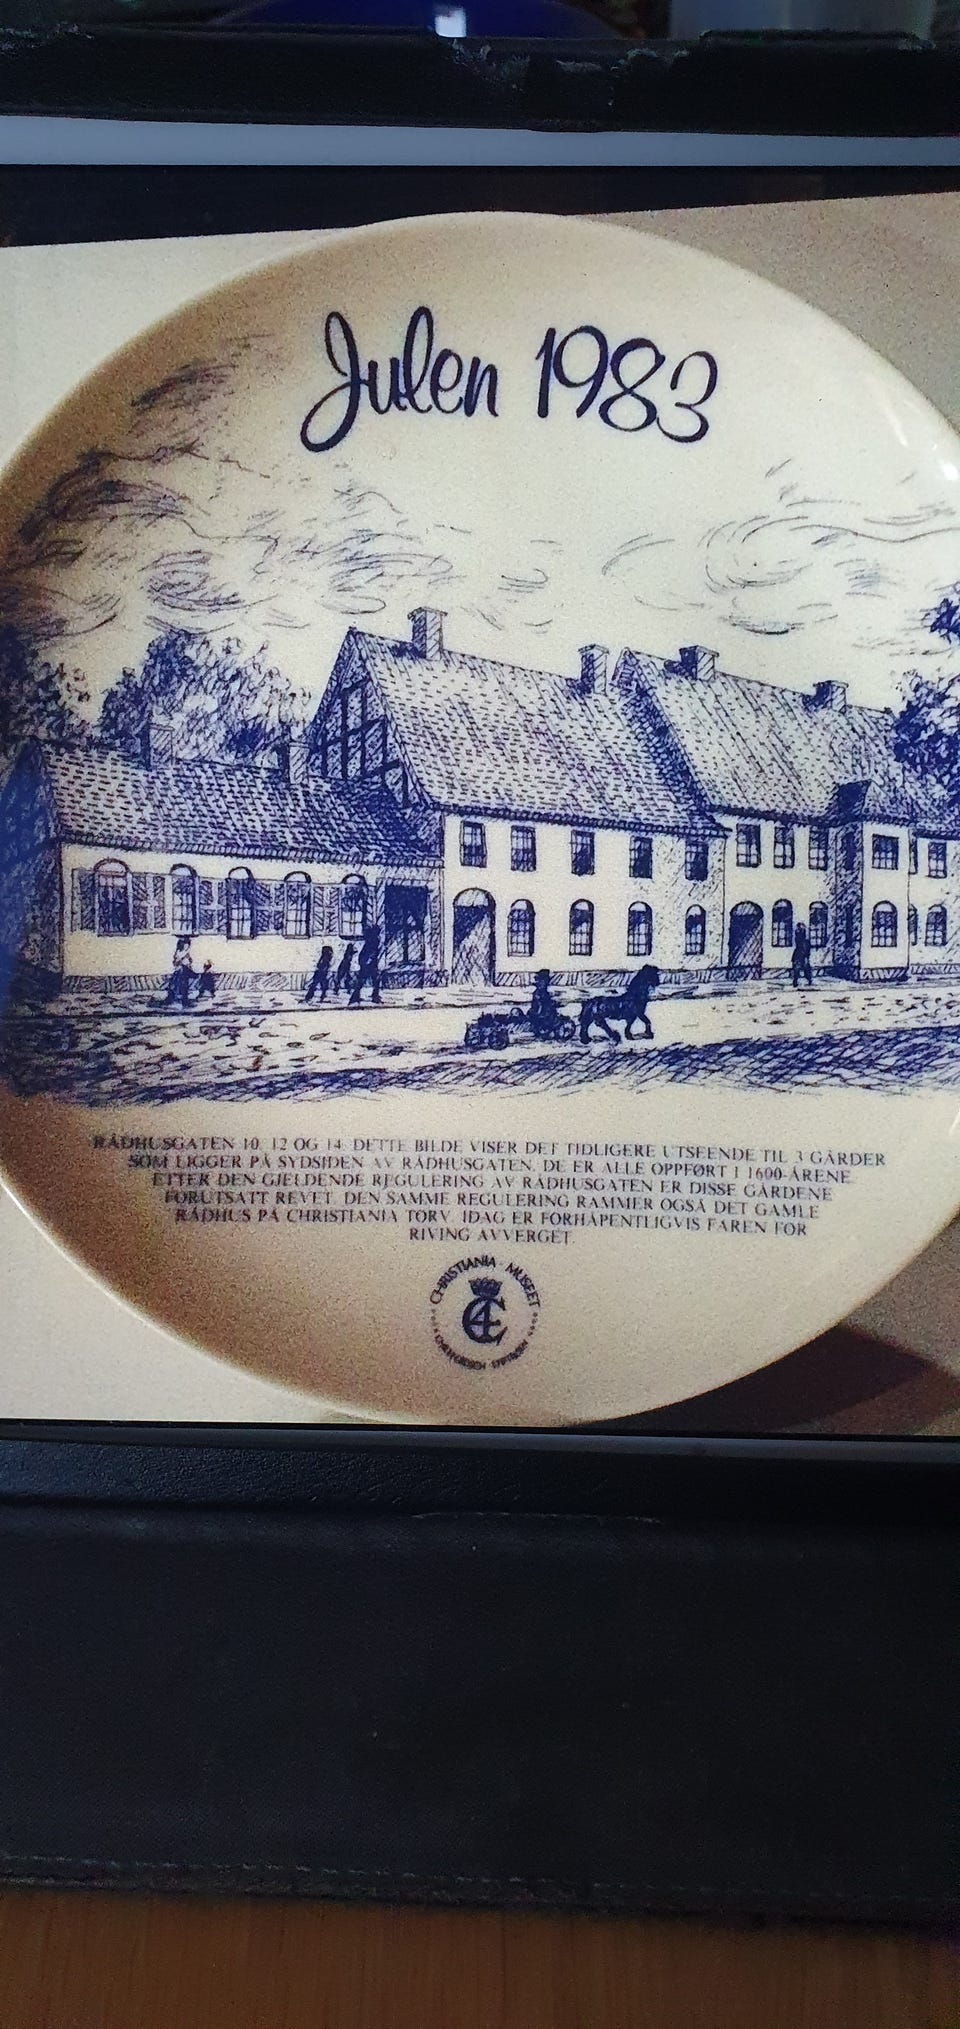 Julen 1983
RÅDHUSGATEN 10, 12 OG 14. DETTE BILDE VISER DET TIDLIGERE UTSEENDE TIL 3 GÅRDER
SOM LIGGER PÅ SYDSIDEN AV RÅDHUSGATEN. DE ER ALLE OPPFØRT I 1600-ÅRENE.
ETTER DEN GJELDENDE REGULERING AV RÅDHUSGATEN ER DISSE GÅRDENE
FORUTSATT REVET. DEN SAMME REGULERING RAMMER OGSÅ DET GAMLE
RÅDHUS PÅ CHRISTIANIA TORV. IDAG ER FORHÅPENTLIGVIS FAREN FOR
RIVING AVVERGET.
CHRISTIANIA · MUSEET